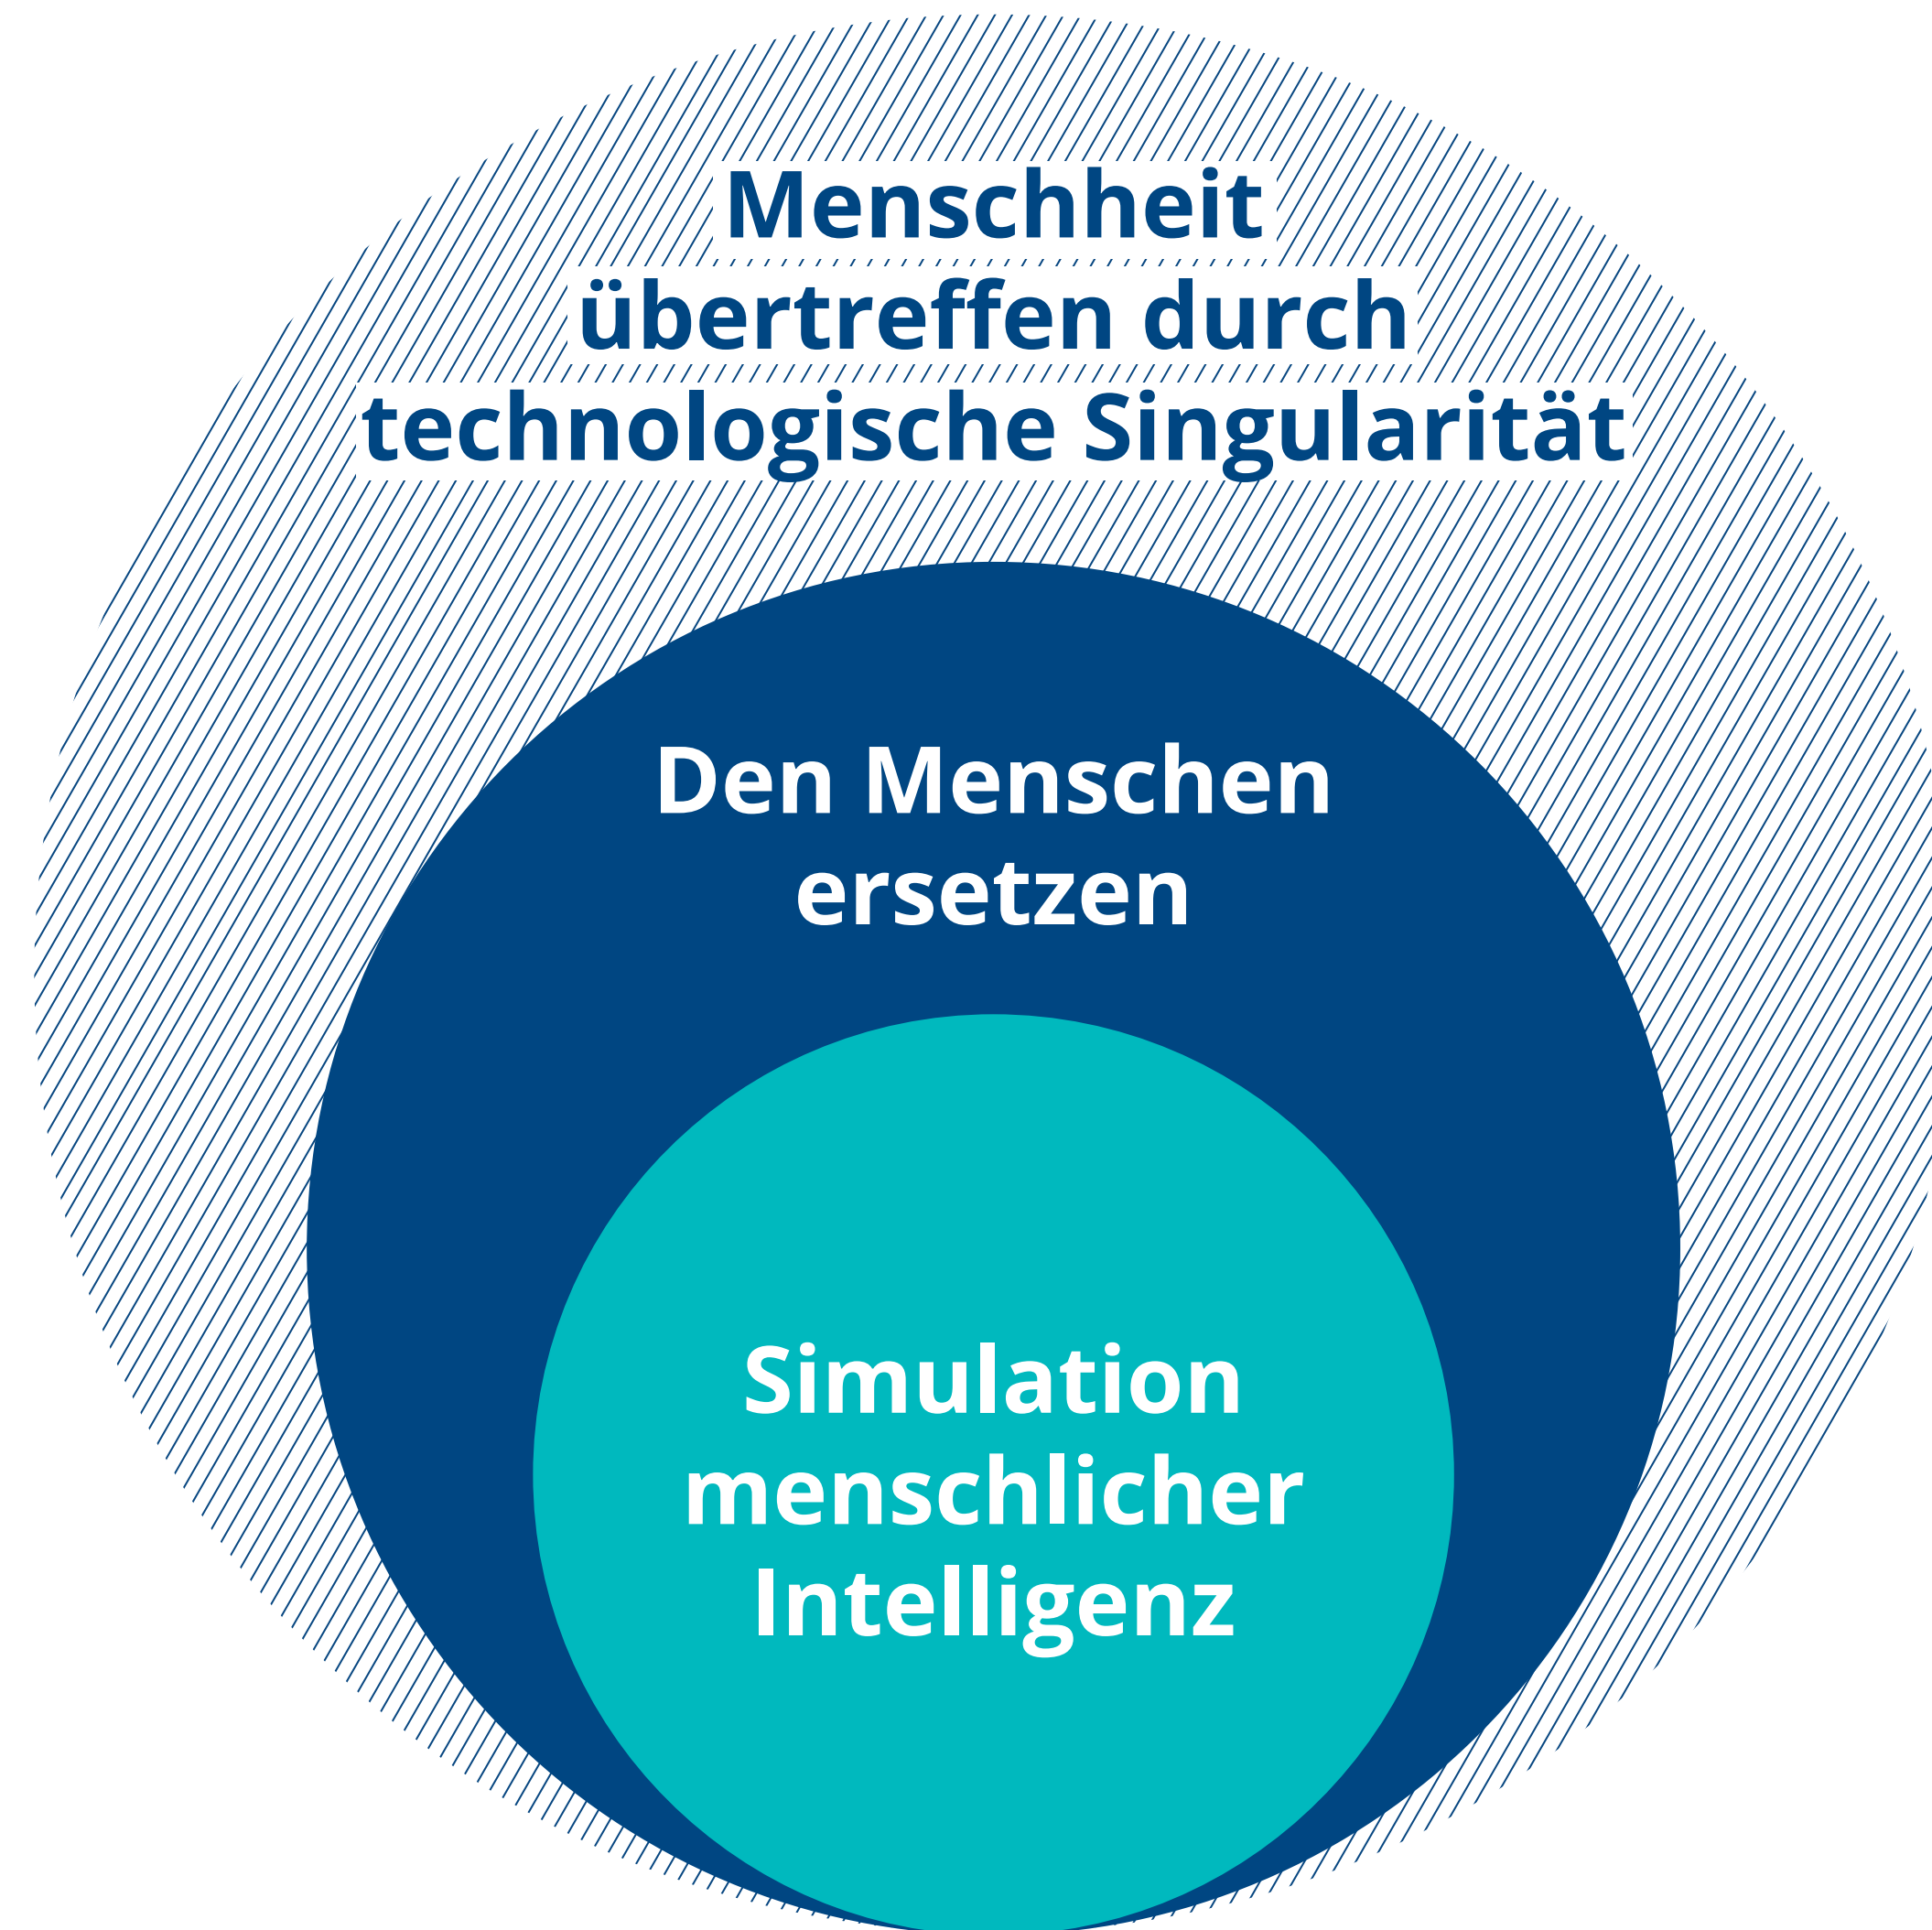 Menschheit
übertreffen durch
technologische Singularität
Den Menschen
ersetzen
Simulation
menschlicher
Intelligenz